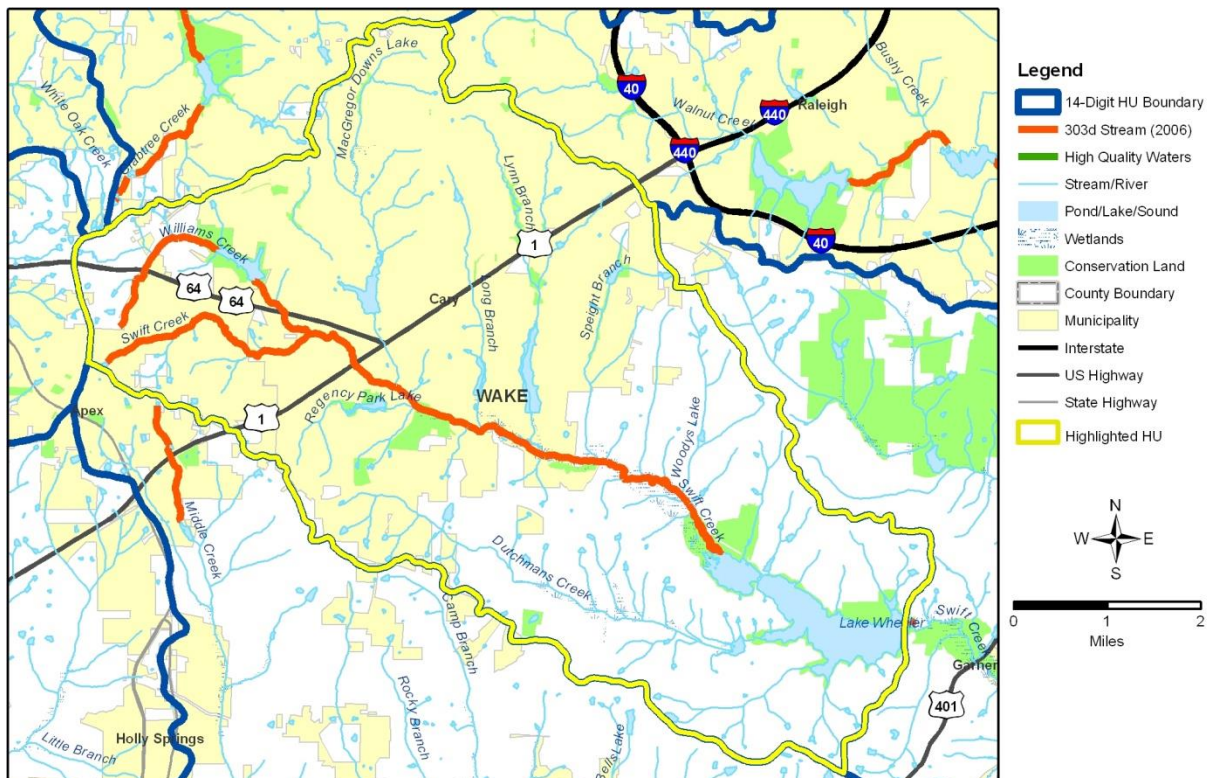 MacGregor Downs Lake
Bushy Creek
White Oak Creek
Crabtree Creek
40
Walnut Creek
440
Raleigh
440
Lynn Branch
Williams Creek
1
40
64
64
Cary
Long Branch
Speight Branch
Swift Creek
Regency Park Lake
WAKE
Apex
1
Woodys Lake
Swift Creek
Middle Creek
Dutchmans Creek
Camp Branch
Lake Wheeler
Swift Creek
Garner
Rocky Branch
401
Holly Springs
Little Branch
Bells Lake
Legend
14-Digit HU Boundary
303d Stream (2006)
High Quality Waters
Stream/River
Pond/Lake/Sound
Wetlands
Conservation Land
County Boundary
Municipality
Interstate
US Highway
State Highway
Highlighted HU
N
W E
S
0 1 2
Miles